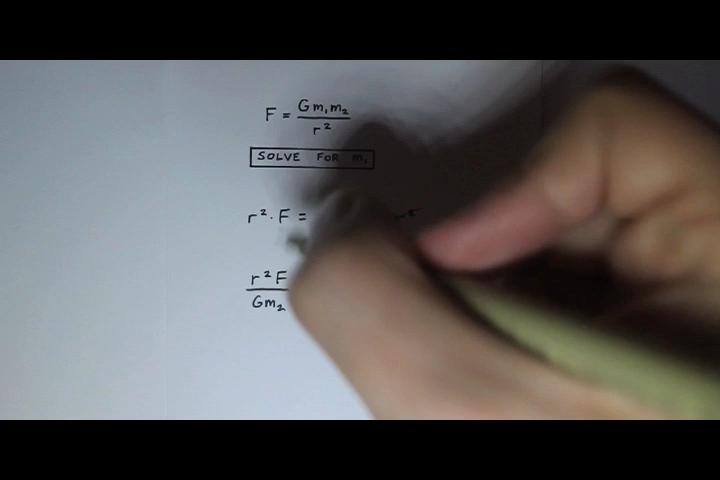 F = Gm₁m₂/r²
SOLVE FOR m₁
r² · F =
r²F/Gm₂